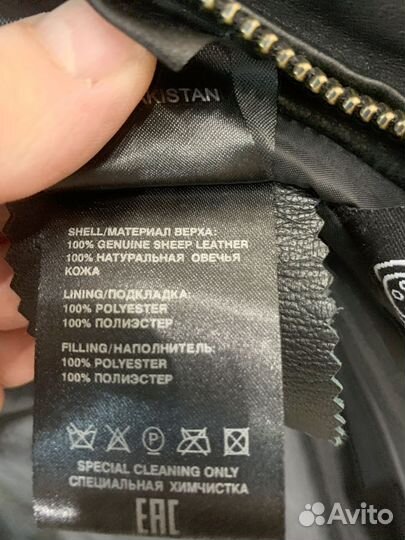 SHELL/МАТЕРИАЛ ВЕРХА:
100% GENUINE SHEEP LEATHER
100% НАТУРАЛЬНАЯ ОВЕЧЬЯ
КОЖА
LINING/ПОДКЛАДКА:
100% POLYESTER
100% ПОЛИЭСТЕР
FILLING/НАПОЛНИТЕЛЬ:
100% POLYESTER
100% ПОЛИЭСТЕР
P
SPECIAL CLEANING ONLY
СПЕЦИАЛЬНАЯ ХИМЧИСТКА
EAC
Avito